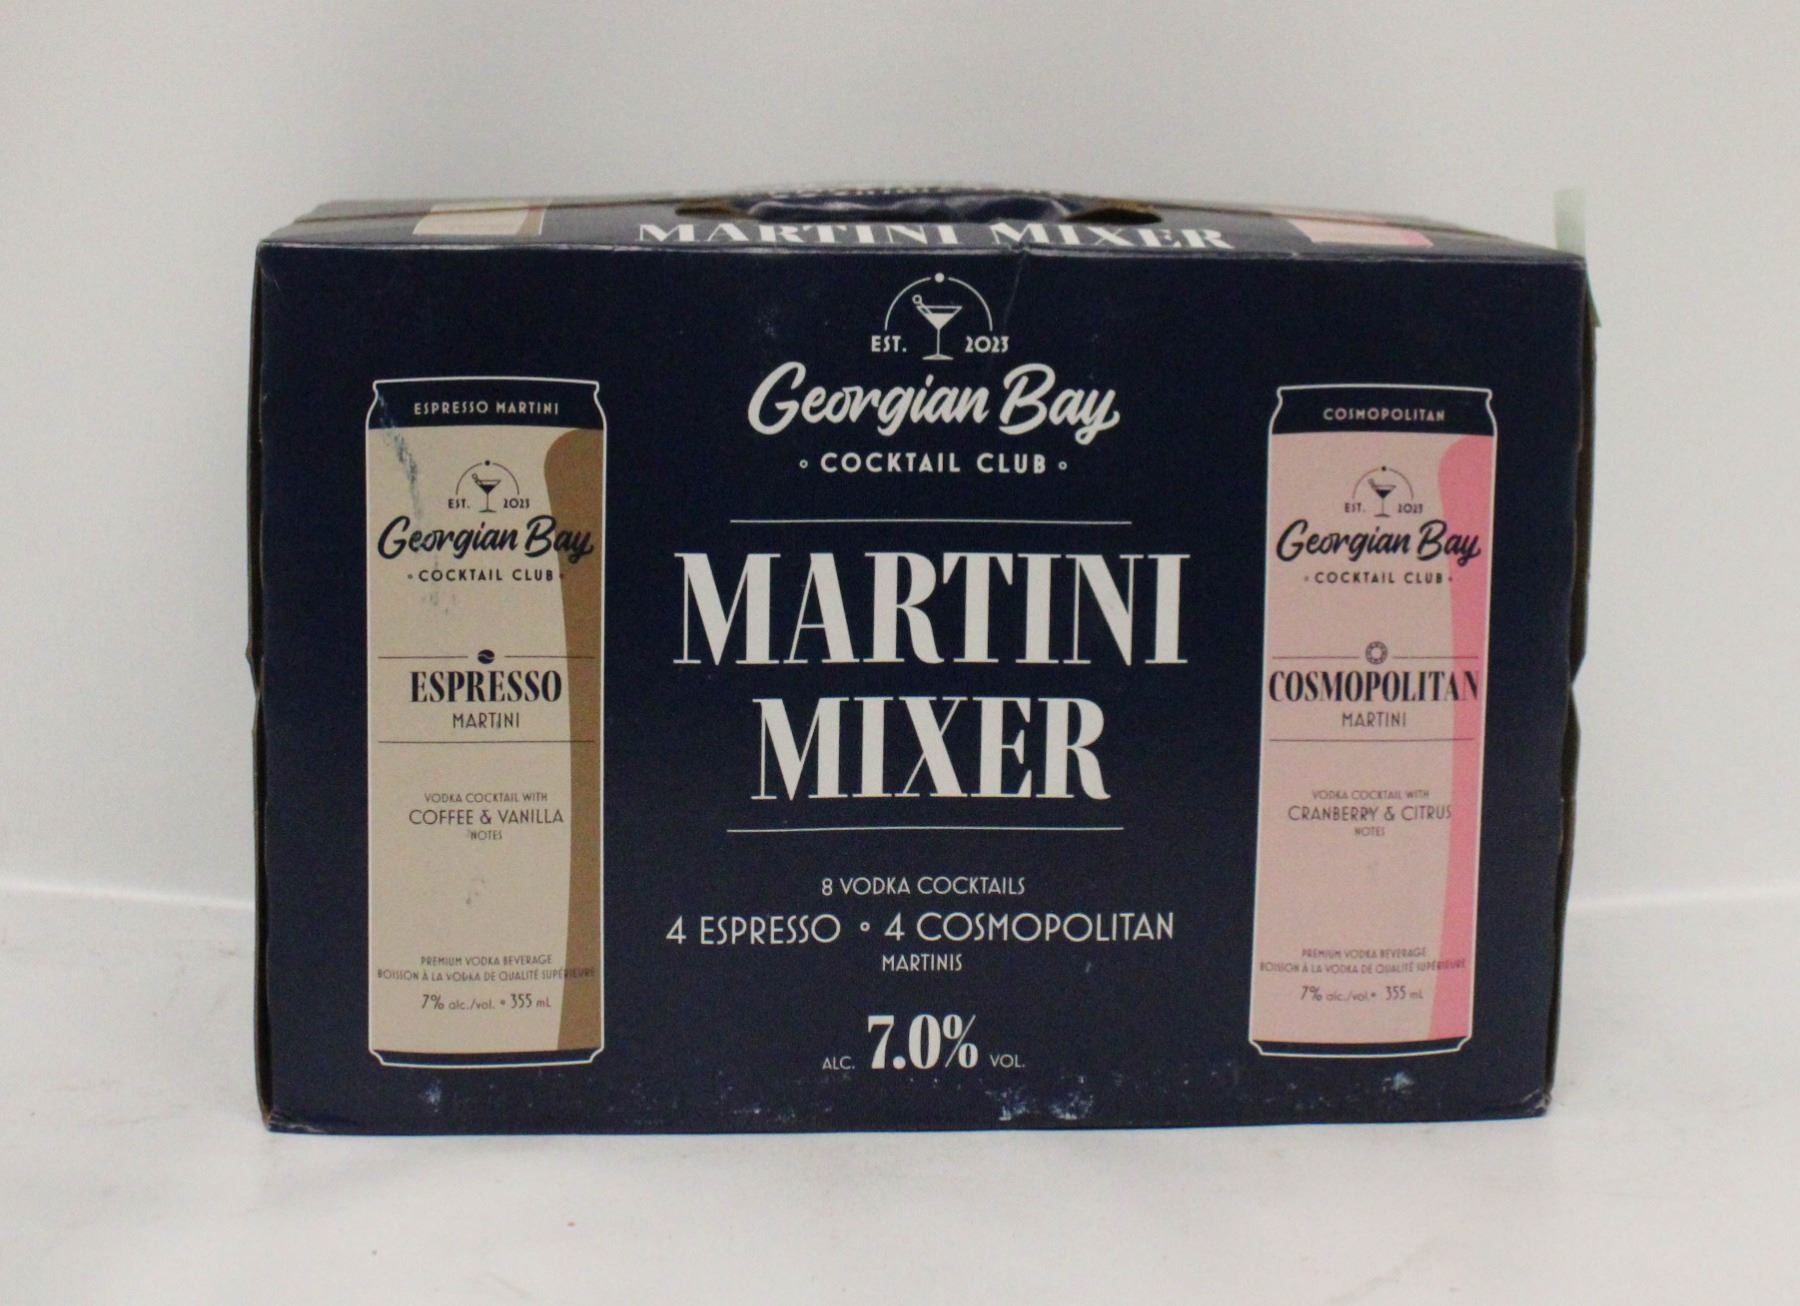 MARTINI MIXER
EST. 2023
Georgian Bay
COCKTAIL CLUB
MARTINI
MIXER
8 VODKA COCKTAILS
4 ESPRESSO ∘ 4 COSMOPOLITAN
MARTINIS
ALC. 7.0% VOL.
ESPRESSO MARTINI
EST. 2023
Georgian Bay
COCKTAIL CLUB
ESPRESSO
MARTINI
VODKA COCKTAIL WITH
COFFEE & VANILLA
NOTES
PREMIUM VODKA BEVERAGE
BOISSON À LA VODKA DE QUALITÉ SUPÉRIEURE
7% alc./vol. • 355 mL
COSMOPOLITAN
EST. 2023
Georgian Bay
COCKTAIL CLUB
COSMOPOLITAN
MARTINI
VODKA COCKTAIL WITH
CRANBERRY & CITRUS
NOTES
PREMIUM VODKA BEVERAGE
BOISSON À LA VODKA DE QUALITÉ SUPÉRIEURE
7% alc./vol. • 355 mL